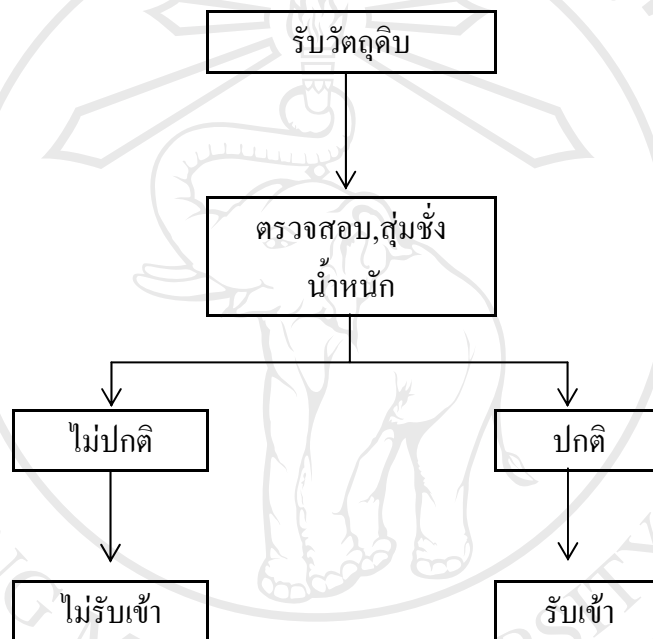 รับวัตถุดิบ
ตรวจสอบ,สุ่มชั่ง
น้ำหนัก
ไม่ปกติ
ปกติ
ไม่รับเข้า
รับเข้า